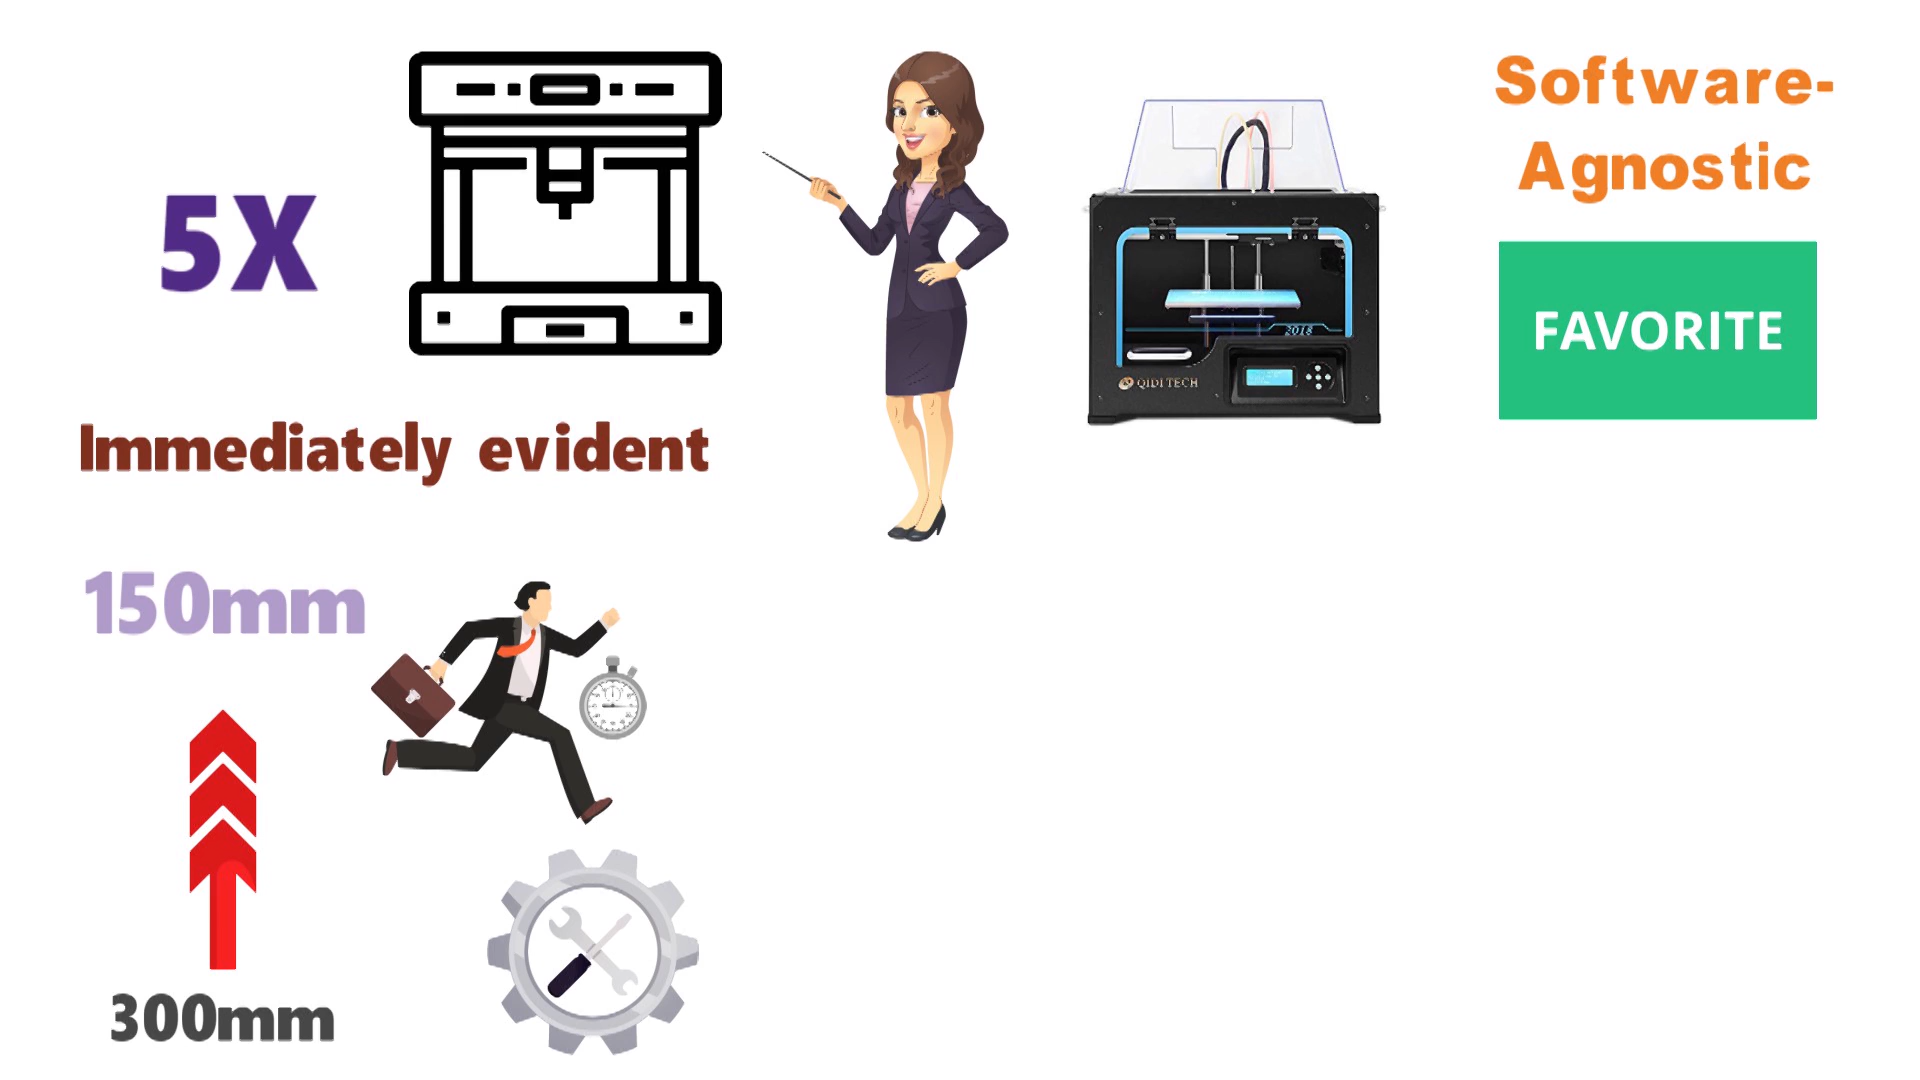 5X
Immediately evident
150mm
300mm
2018
QIDI TECH
Software-
Agnostic
FAVORITE